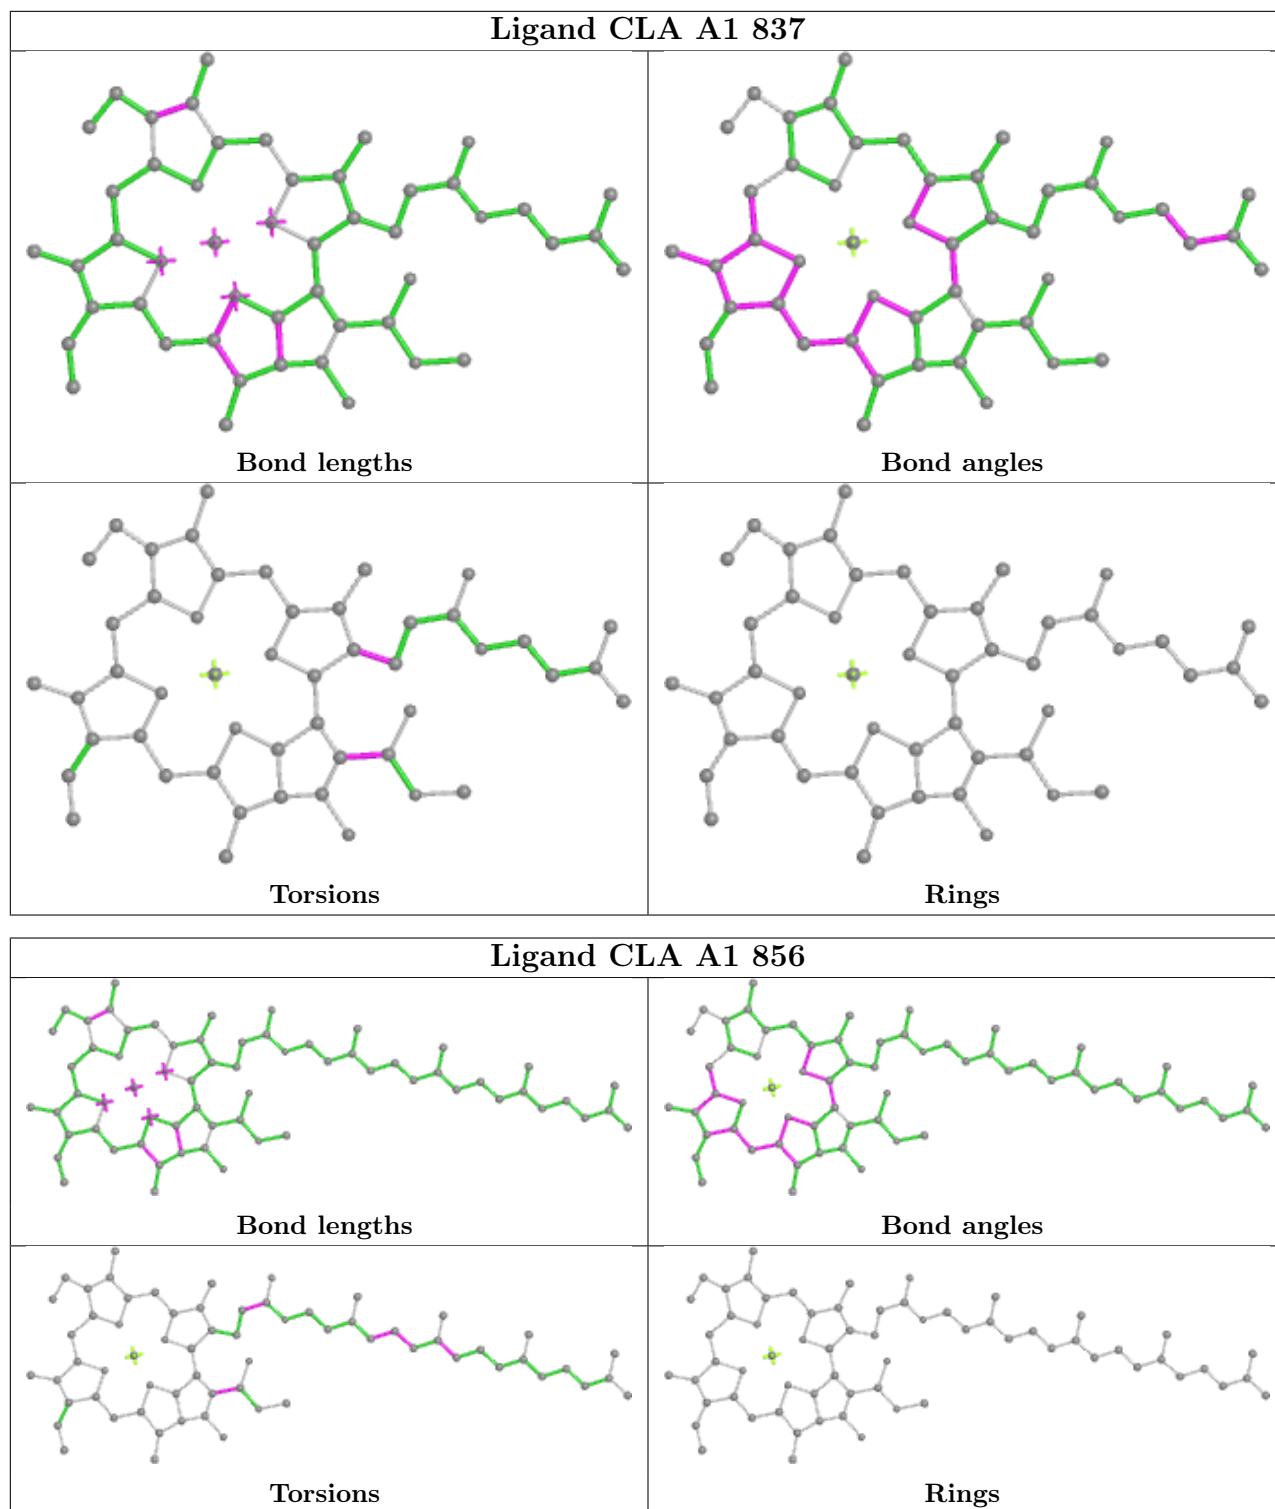 Ligand CLA A1 837
Bond lengths
Bond angles
Torsions
Rings
Ligand CLA A1 856
Bond lengths
Bond angles
Torsions
Rings